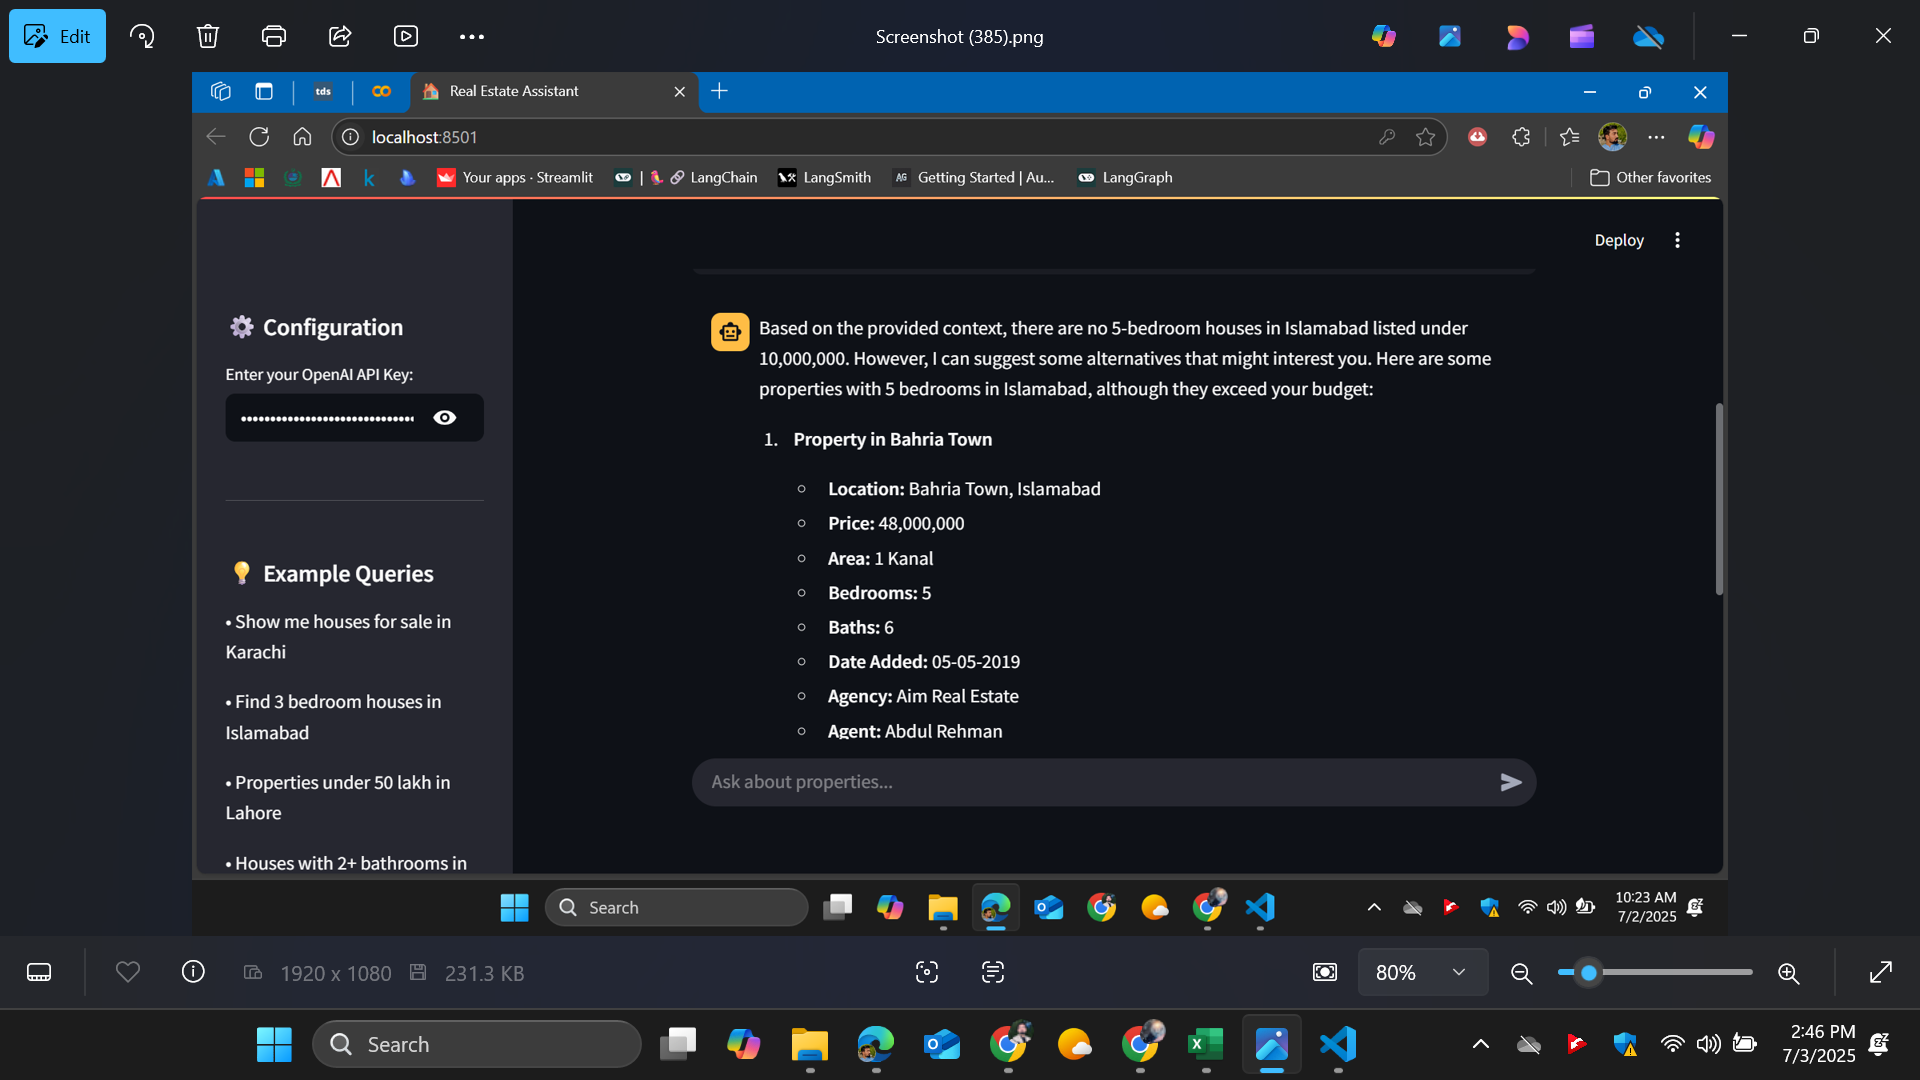 Edit
Screenshot (385).png
tds
Real Estate Assistant
localhost:8501
Your apps · Streamlit
LangChain
LangSmith
AG Getting Started | Au...
LangGraph
Other favorites
Deploy
Configuration
Enter your OpenAI API Key:
Example Queries
• Show me houses for sale in
Karachi
• Find 3 bedroom houses in
Islamabad
• Properties under 50 lakh in
Lahore
• Houses with 2+ bathrooms in
Based on the provided context, there are no 5-bedroom houses in Islamabad listed under
10,000,000. However, I can suggest some alternatives that might interest you. Here are some
properties with 5 bedrooms in Islamabad, although they exceed your budget:
1. Property in Bahria Town
Location: Bahria Town, Islamabad
Price: 48,000,000
Area: 1 Kanal
Bedrooms: 5
Baths: 6
Date Added: 05-05-2019
Agency: Aim Real Estate
Agent: Abdul Rehman
Ask about properties...
Search
10:23 AM
7/2/2025
1920 x 1080
231.3 KB
80%
Search
2:46 PM
7/3/2025